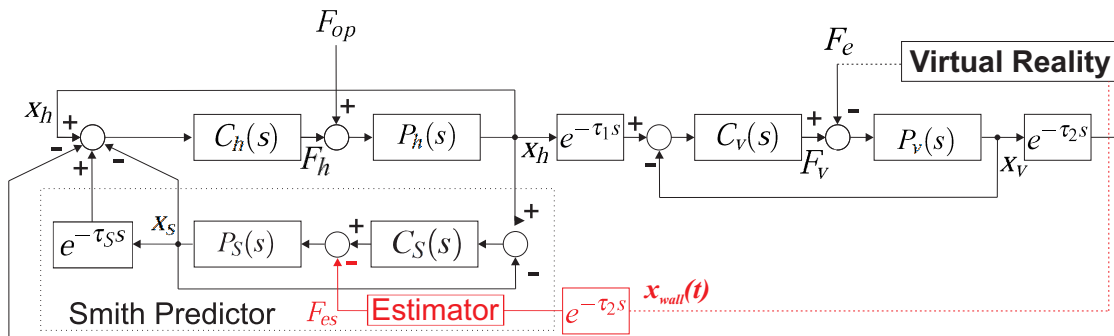 F_op
F_e
Virtual Reality
x_h
+
-
+
-
C_h(s)
F_h
+
+
P_h(s)
x_h
e^{-τ_1 s}
+
-
C_v(s)
F_v
+
-
P_v(s)
x_v
e^{-τ_2 s}
e^{-τ_S s}
x_s
P_S(s)
+
-
C_S(s)
+
-
Smith Predictor
F_es
Estimator
e^{-τ_2 s}
x_wall(t)